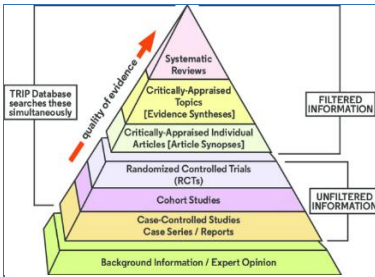 Systematic
Reviews
Critically-Appraised
Topics
[Evidence Syntheses]
Critically-Appraised Individual
Articles [Article Synopses]
Randomized Controlled Trials
(RCTs)
Cohort Studies
Case-Controlled Studies
Case Series / Reports
Background Information / Expert Opinion
quality of evidence
TRIP Database
searches these
simultaneously
FILTERED
INFORMATION
UNFILTERED
INFORMATION